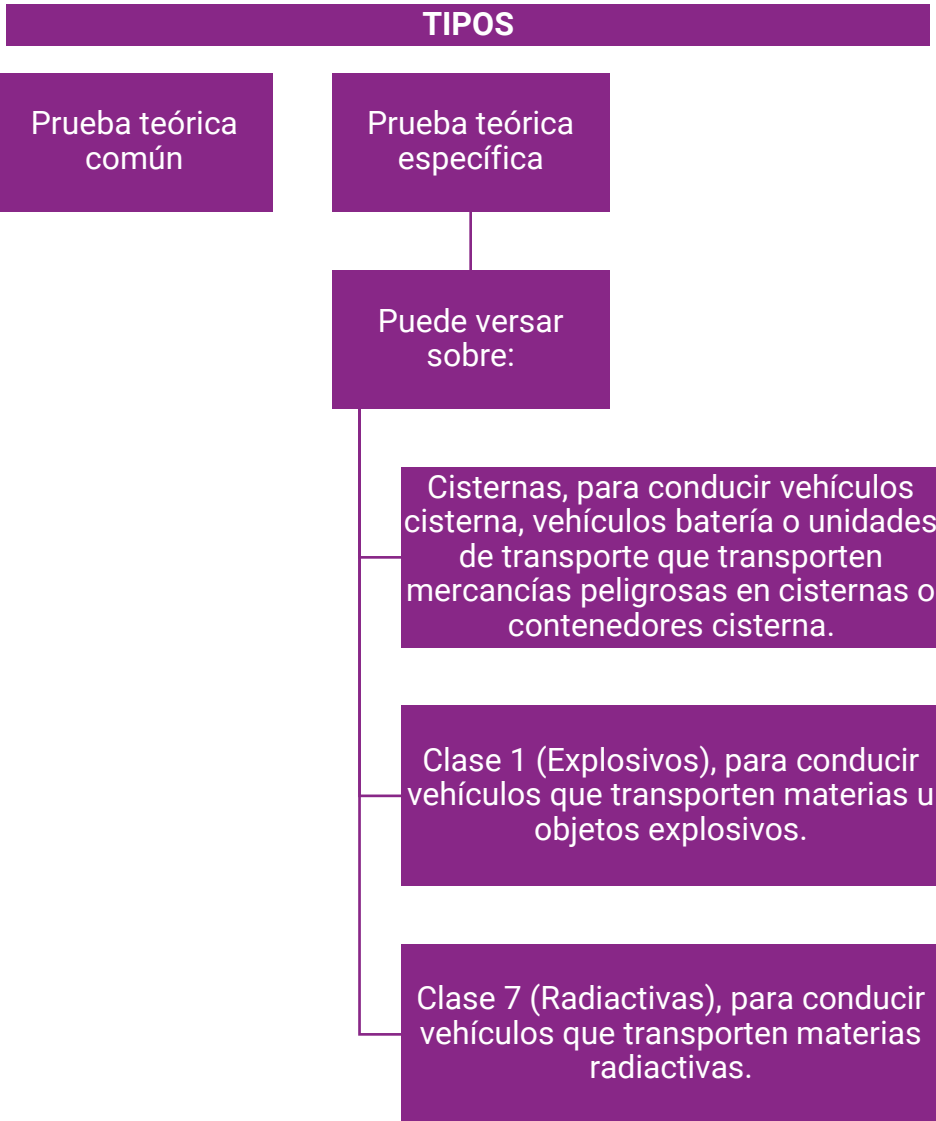 TIPOS
Prueba teórica
común
Prueba teórica
específica
Puede versar
sobre:
Cisternas, para conducir vehículos
cisterna, vehículos batería o unidades
de transporte que transporten
mercancías peligrosas en cisternas o
contenedores cisterna.
Clase 1 (Explosivos), para conducir
vehículos que transporten materias u
objetos explosivos.
Clase 7 (Radiactivas), para conducir
vehículos que transporten materias
radiactivas.